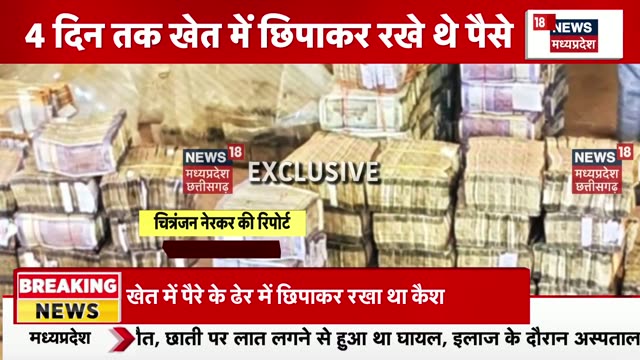 4 दिन तक खेत में छिपाकर रखे थे पैसे
18
NEWS
मध्यप्रदेश
NEWS 18
मध्यप्रदेश
छत्तीसगढ़
EXCLUSIVE
NEWS 18
मध्यप्रदेश
छत्तीसगढ़
चित्रंजन नेरकर की रिपोर्ट
BREAKING
NEWS
खेत में पैरे के ढेर में छिपाकर रखा था कैश
मध्यप्रदेश
छाती पर लात लगने से हुआ था घायल, इलाज के दौरान अस्पताल